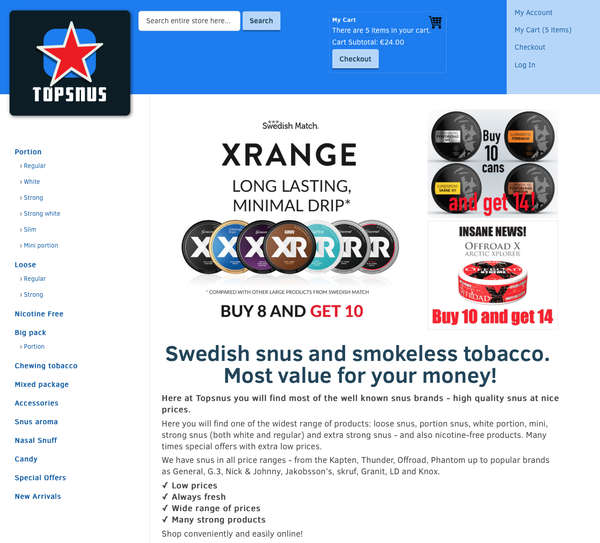 TOPSNUS
Search entire store here...
Search
My Cart
There are 5 items in your cart.
Cart Subtotal: €24.00
Checkout
My Account
My Cart (5 items)
Checkout
Log In
Portion
› Regular
› White
› Strong
› Strong white
› Slim
› Mini portion
Loose
› Regular
› Strong
Nicotine Free
Big pack
› Portion
Chewing tobacco
Mixed package
Accessories
Snus aroma
Nasal Snuff
Candy
Special Offers
New Arrivals
Swedish Match.
XRANGE
LONG LASTING,
MINIMAL DRIP*
* COMPARED WITH OTHER LARGE PRODUCTS FROM SWEDISH MATCH
BUY 8 AND GET 10
Buy
10
cans
and get 14!
INSANE NEWS!
OFFROAD X
ARCTIC XPLORER
Buy 10 and get 14
Swedish snus and smokeless tobacco.
Most value for your money!
Here at Topsnus you will find most of the well known snus brands - high quality snus at nice
prices.
Here you will find one of the widest range of products: loose snus, portion snus, white portion, mini,
strong snus (both white and regular) and extra strong snus - and also nicotine-free products. Many
times special offers with extra low prices.
We have snus in all price ranges - from the Kapten, Thunder, Offroad, Phantom up to popular brands
as General, G.3, Nick & Johnny, Jakobsson's, skruf, Granit, LD and Knox.
✓ Low prices
✓ Always fresh
✓ Wide range of prices
✓ Many strong products
Shop conveniently and easily online!